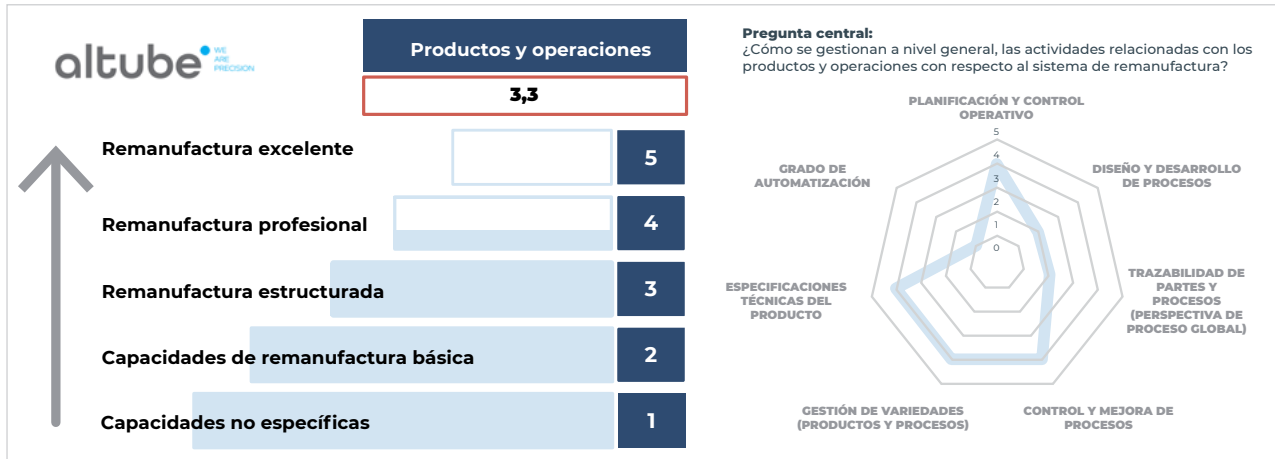 altube
WE
ARE
PRECISION
Productos y operaciones
3,3
Remanufactura excelente
5
Remanufactura profesional
4
Remanufactura estructurada
3
Capacidades de remanufactura básica
2
Capacidades no específicas
1
Pregunta central:
¿Cómo se gestionan a nivel general, las actividades relacionadas con los
productos y operaciones con respecto al sistema de remanufactura?
PLANIFICACIÓN Y CONTROL
OPERATIVO
5
4
3
2
1
0
GRADO DE
AUTOMATIZACIÓN
DISEÑO Y DESARROLLO
DE PROCESOS
ESPECIFICACIONES
TÉCNICAS DEL
PRODUCTO
TRAZABILIDAD DE
PARTES Y
PROCESOS
(PERSPECTIVA DE
PROCESO GLOBAL)
GESTIÓN DE VARIEDADES
(PRODUCTOS Y PROCESOS)
CONTROL Y MEJORA DE
PROCESOS